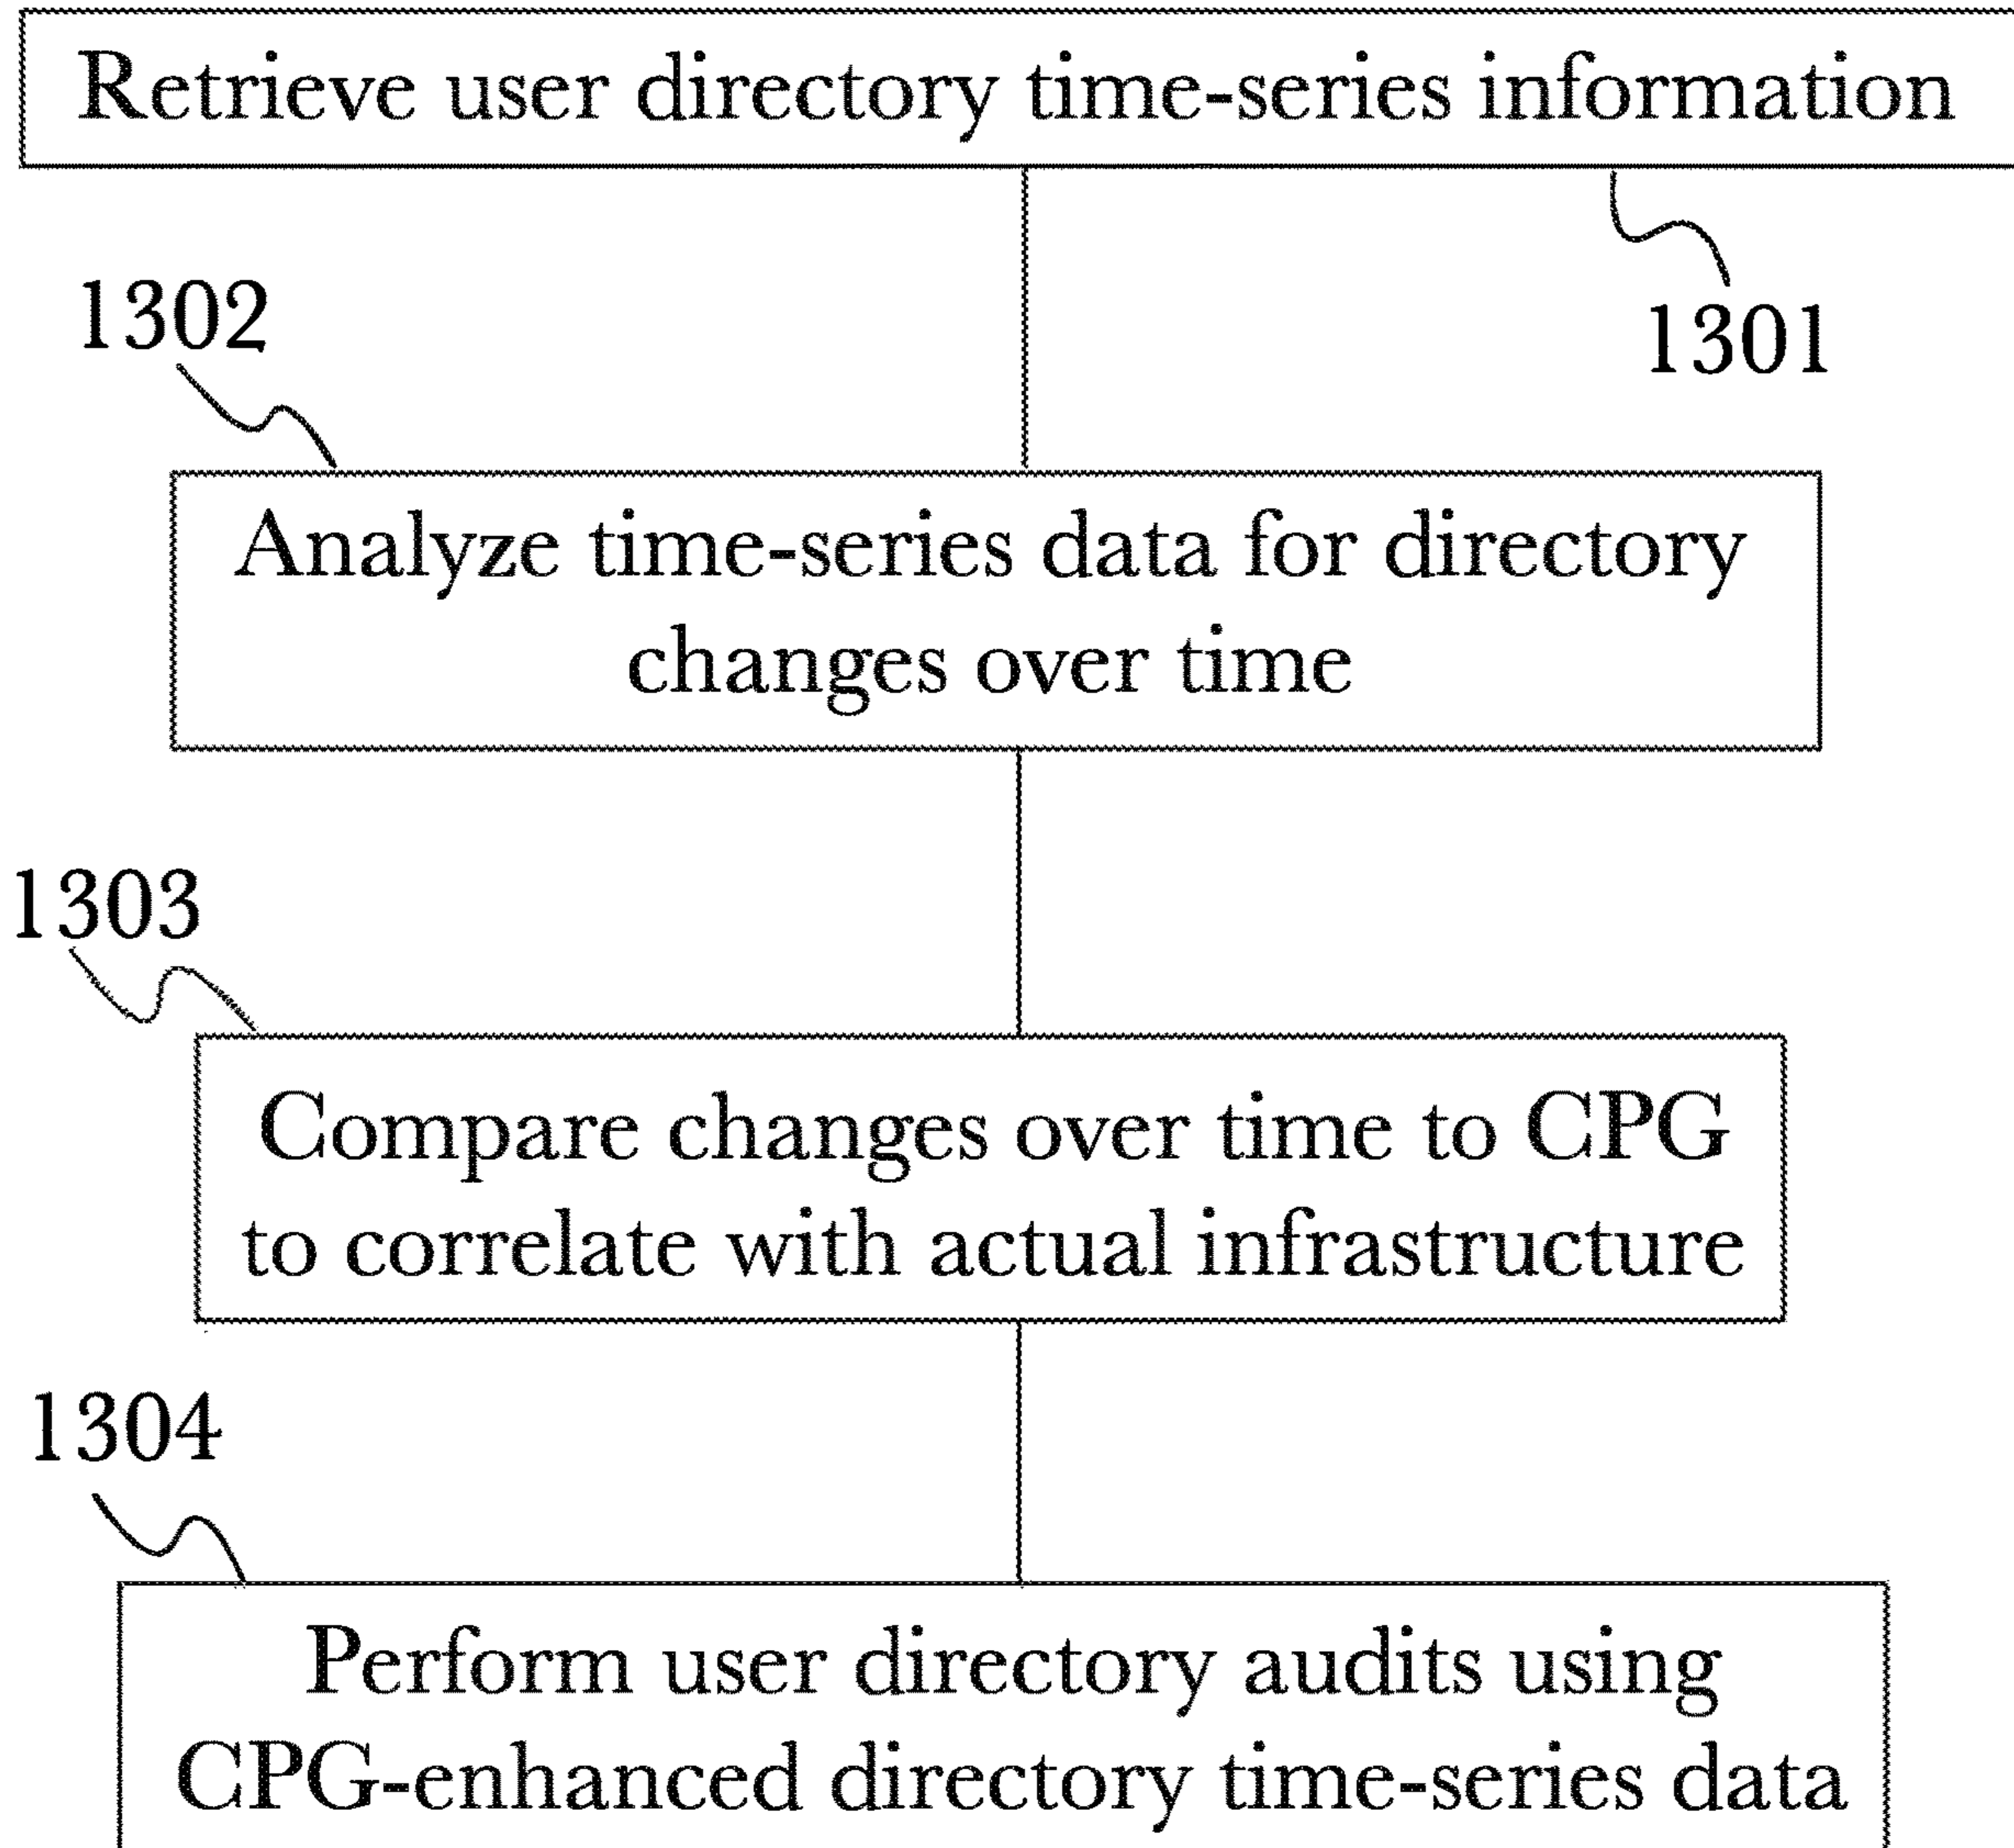 Retrieve user directory time-series information
1301
1302
Analyze time-series data for directory
changes over time
1303
Compare changes over time to CPG
to correlate with actual infrastructure
1304
Perform user directory audits using
CPG-enhanced directory time-series data